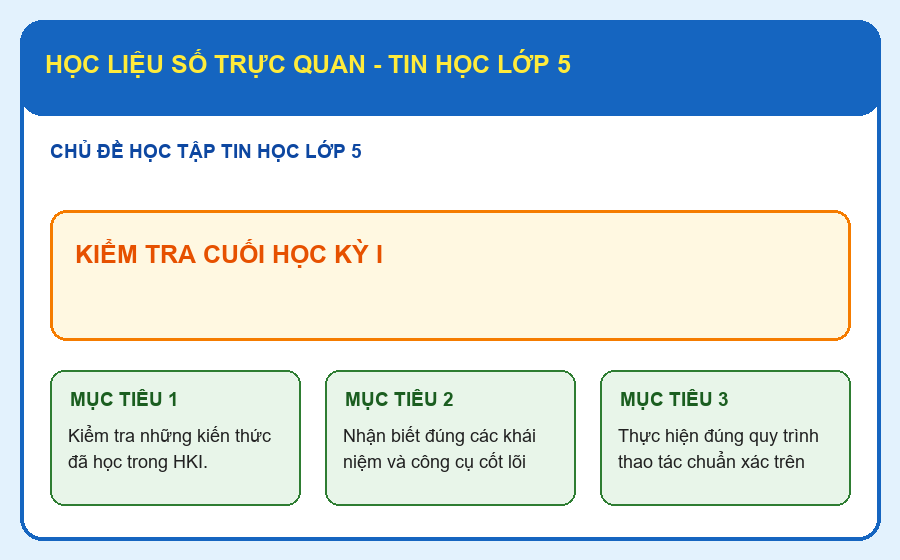 HỌC LIỆU SỐ TRỰC QUAN - TIN HỌC LỚP 5
CHỦ ĐỀ HỌC TẬP TIN HỌC LỚP 5
KIỂM TRA CUỐI HỌC KỲ I
MỤC TIÊU 1
Kiểm tra những kiến thức
đã học trong HKI.
MỤC TIÊU 2
Nhận biết đúng các khái
niệm và công cụ cốt lõi
MỤC TIÊU 3
Thực hiện đúng quy trình
thao tác chuẩn xác trên